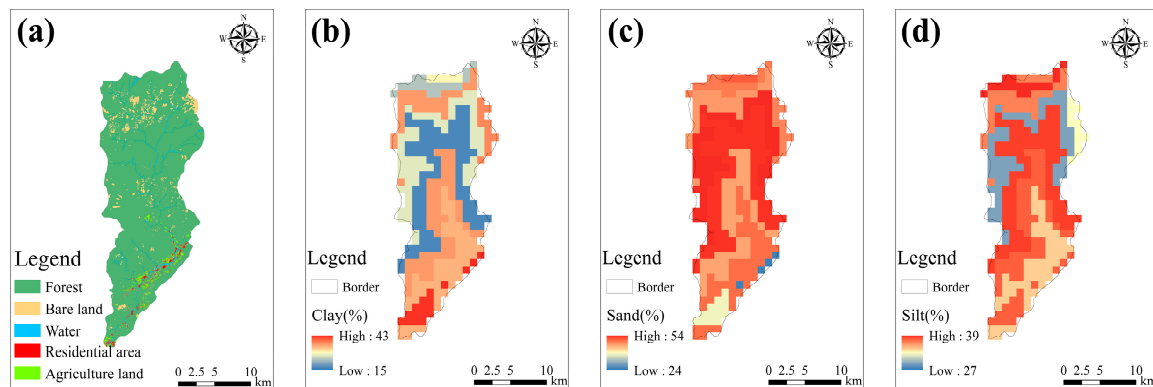 (a)
N
W E
S
Legend
Forest
Bare land
Water
Residential area
Agriculture land
0 2.5 5 10
km
(b)
N
W E
S
Legend
Border
Clay(%)
High : 43
Low : 15
0 2.5 5 10
km
(c)
N
W E
S
Legend
Border
Sand(%)
High : 54
Low : 24
0 2.5 5 10
km
(d)
N
W E
S
Legend
Border
Silt(%)
High : 39
Low : 27
0 2.5 5 10
km